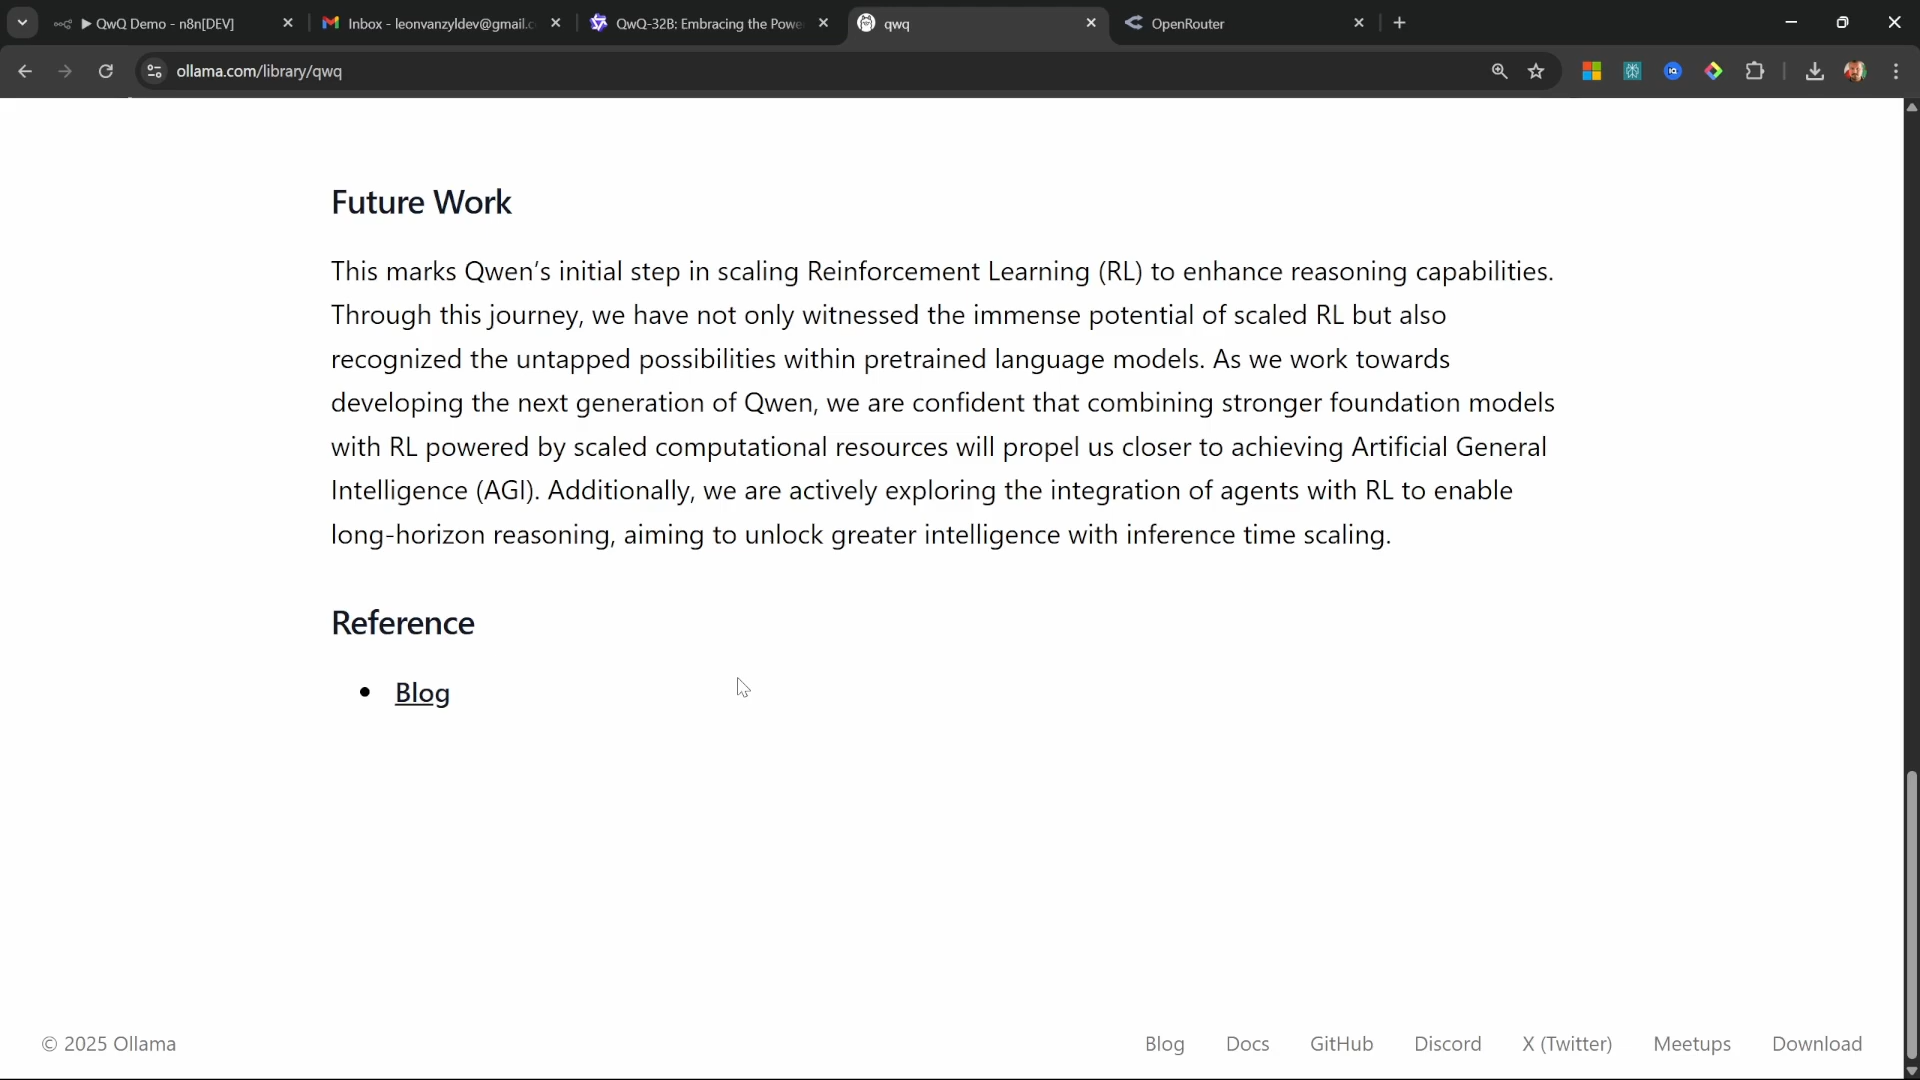 QwQ Demo - n8n[DEV]
Inbox - leonvanzyldev@gmail.c
QwQ-32B: Embracing the Powe
qwq
OpenRouter
ollama.com/library/qwq
Future Work
This marks Qwen’s initial step in scaling Reinforcement Learning (RL) to enhance reasoning capabilities.
Through this journey, we have not only witnessed the immense potential of scaled RL but also
recognized the untapped possibilities within pretrained language models. As we work towards
developing the next generation of Qwen, we are confident that combining stronger foundation models
with RL powered by scaled computational resources will propel us closer to achieving Artificial General
Intelligence (AGI). Additionally, we are actively exploring the integration of agents with RL to enable
long-horizon reasoning, aiming to unlock greater intelligence with inference time scaling.
Reference
• Blog
© 2025 Ollama
Blog
Docs
GitHub
Discord
X (Twitter)
Meetups
Download